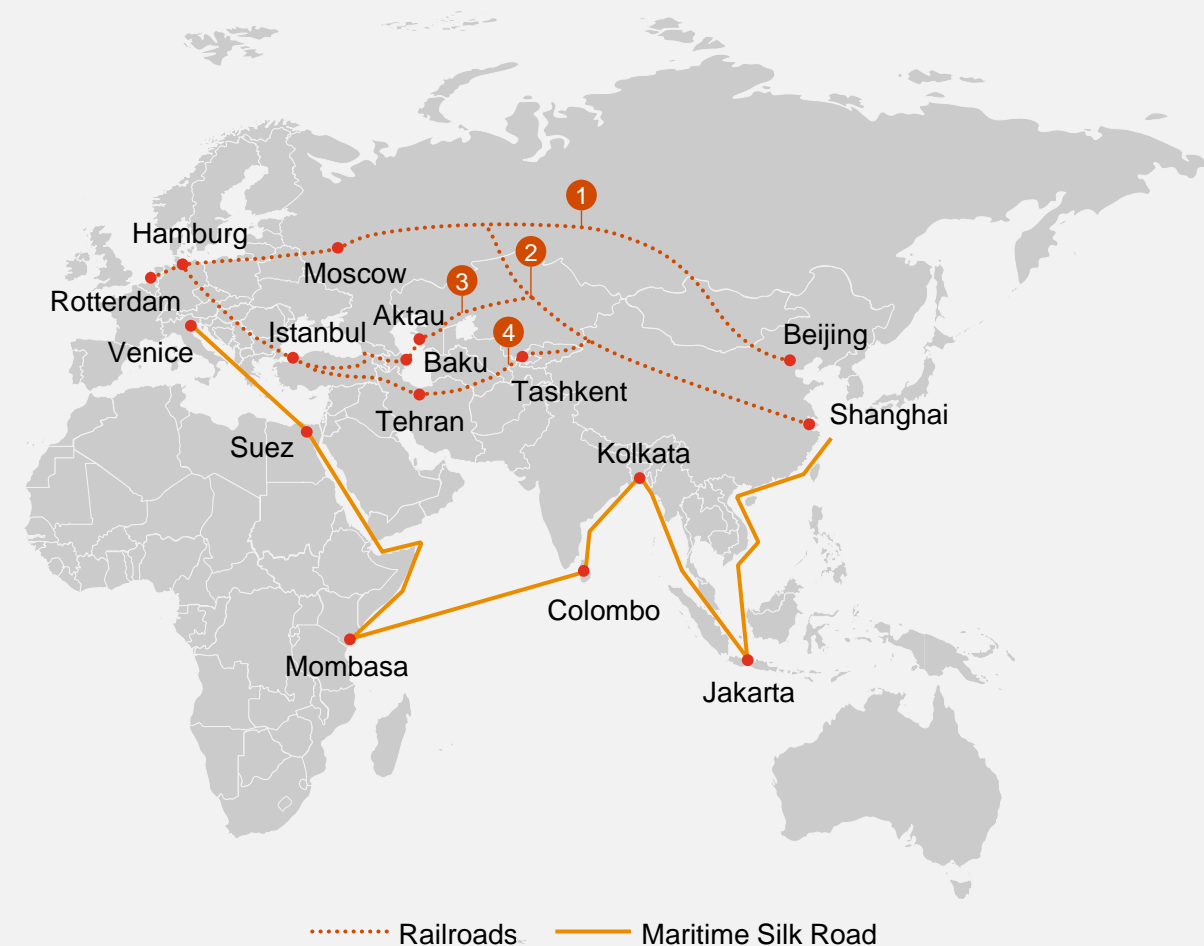 1
Hamburg
2
Moscow
3
Rotterdam
Aktau
4
Istanbul
Beijing
Venice
Baku
Tashkent
Tehran
Shanghai
Suez
Kolkata
Colombo
Mombasa
Jakarta
Railroads
Maritime Silk Road